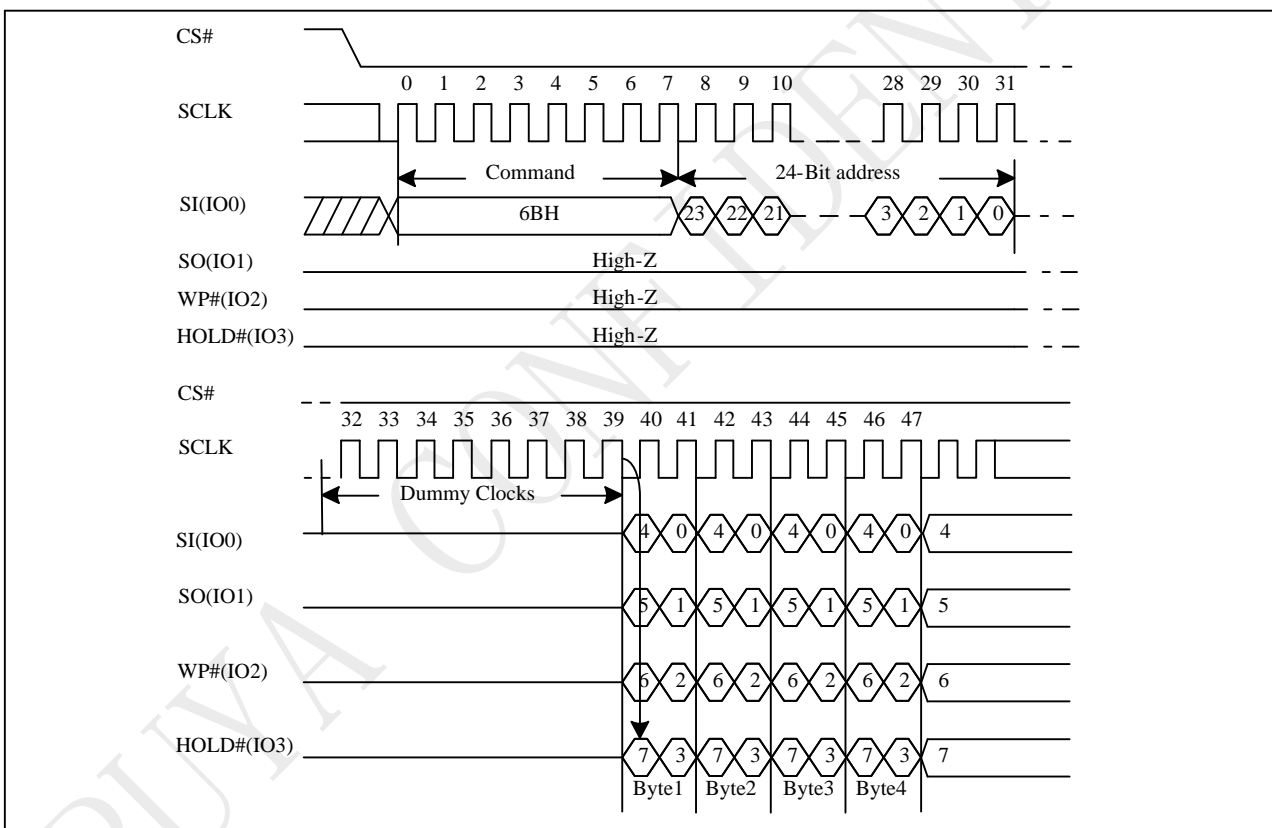 CS#
0 1 2 3 4 5 6 7 8 9 10 28 29 30 31
SCLK
Command 24-Bit address
SI(IO0) 6BH 23 22 21 3 2 1 0
SO(IO1) High-Z
WP#(IO2) High-Z
HOLD#(IO3) High-Z
CS#
32 33 34 35 36 37 38 39 40 41 42 43 44 45 46 47
SCLK
Dummy Clocks
SI(IO0) 4 0 4 0 4 0 4 0 4
SO(IO1) 5 1 5 1 5 1 5 1 5
WP#(IO2) 6 2 6 2 6 2 6 2 6
HOLD#(IO3) 7 3 7 3 7 3 7 3 7
Byte1 Byte2 Byte3 Byte4
PUYA CONFIDENT